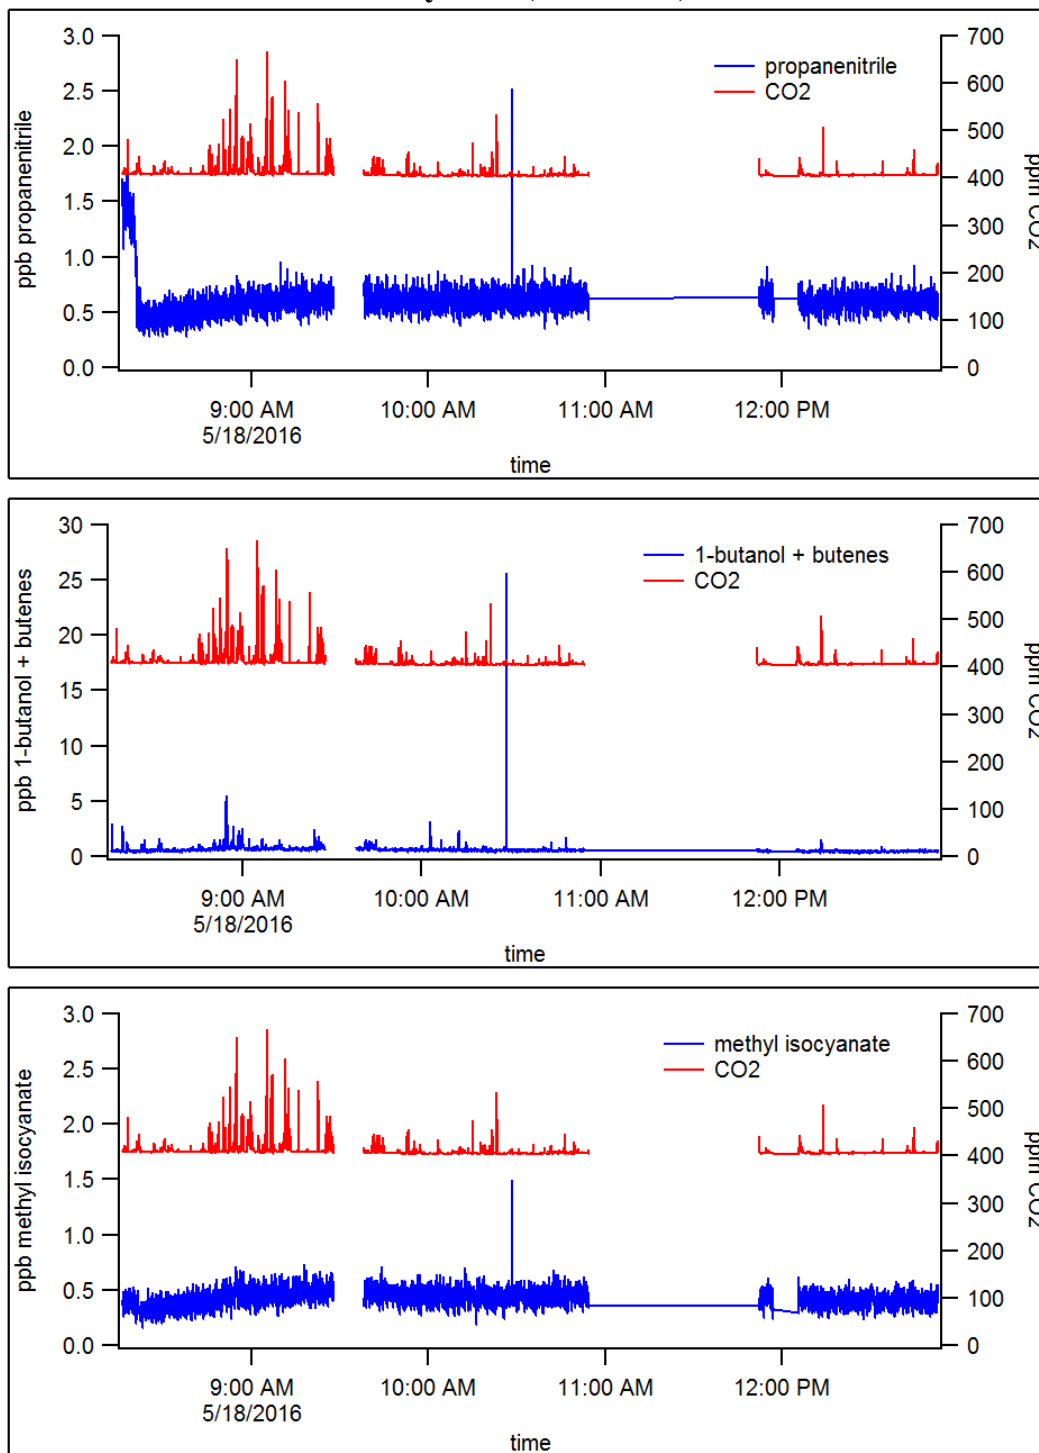 3.0
2.5
2.0
1.5
1.0
0.5
0.0
ppb propanenitrile
propanenitrile
CO2
700
600
500
400
300
200
100
0
ppm CO2
9:00 AM
5/18/2016
10:00 AM
11:00 AM
12:00 PM
time
30
25
20
15
10
5
0
ppb 1-butanol + butenes
1-butanol + butenes
CO2
700
600
500
400
300
200
100
0
ppm CO2
9:00 AM
5/18/2016
10:00 AM
11:00 AM
12:00 PM
time
3.0
2.5
2.0
1.5
1.0
0.5
0.0
ppb methyl isocyanate
methyl isocyanate
CO2
700
600
500
400
300
200
100
0
ppm CO2
9:00 AM
5/18/2016
10:00 AM
11:00 AM
12:00 PM
time